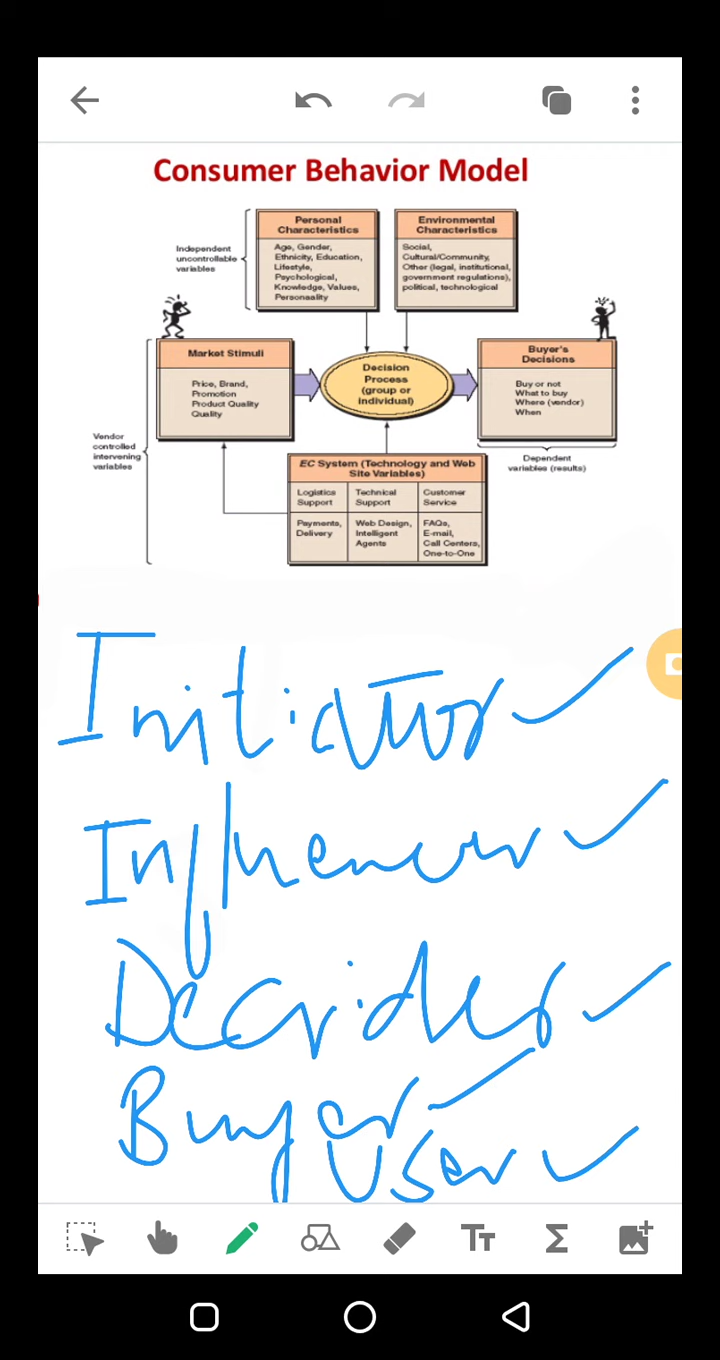 Consumer Behavior Model
Personal
Characteristics
Age, Gender,
Ethnicity, Education,
Lifestyle,
Psychological,
Knowledge, Values,
Personality
Environmental
Characteristics
Social,
Cultural/Community,
Other (legal, institutional,
government regulations),
political, technological
Independent
uncontrollable
variables
Market Stimuli
Price, Brand,
Promotion
Product Quality
Quality
Decision
Process
(group or
individual)
Buyer's
Decisions
Buy or not
What to buy
Where (vendor)
When
Vendor
controlled
intervening
variables
Dependent
variables (results)
EC System (Technology and Web
Site Variables)
Logistics
Support
Technical
Support
Customer
Service
Payments,
Delivery
Web Design,
Intelligent
Agents
FAQs,
E-mail,
Call Centers,
One-to-One
Initiator
Influencer
Decider
Buyer
User
TT
Σ